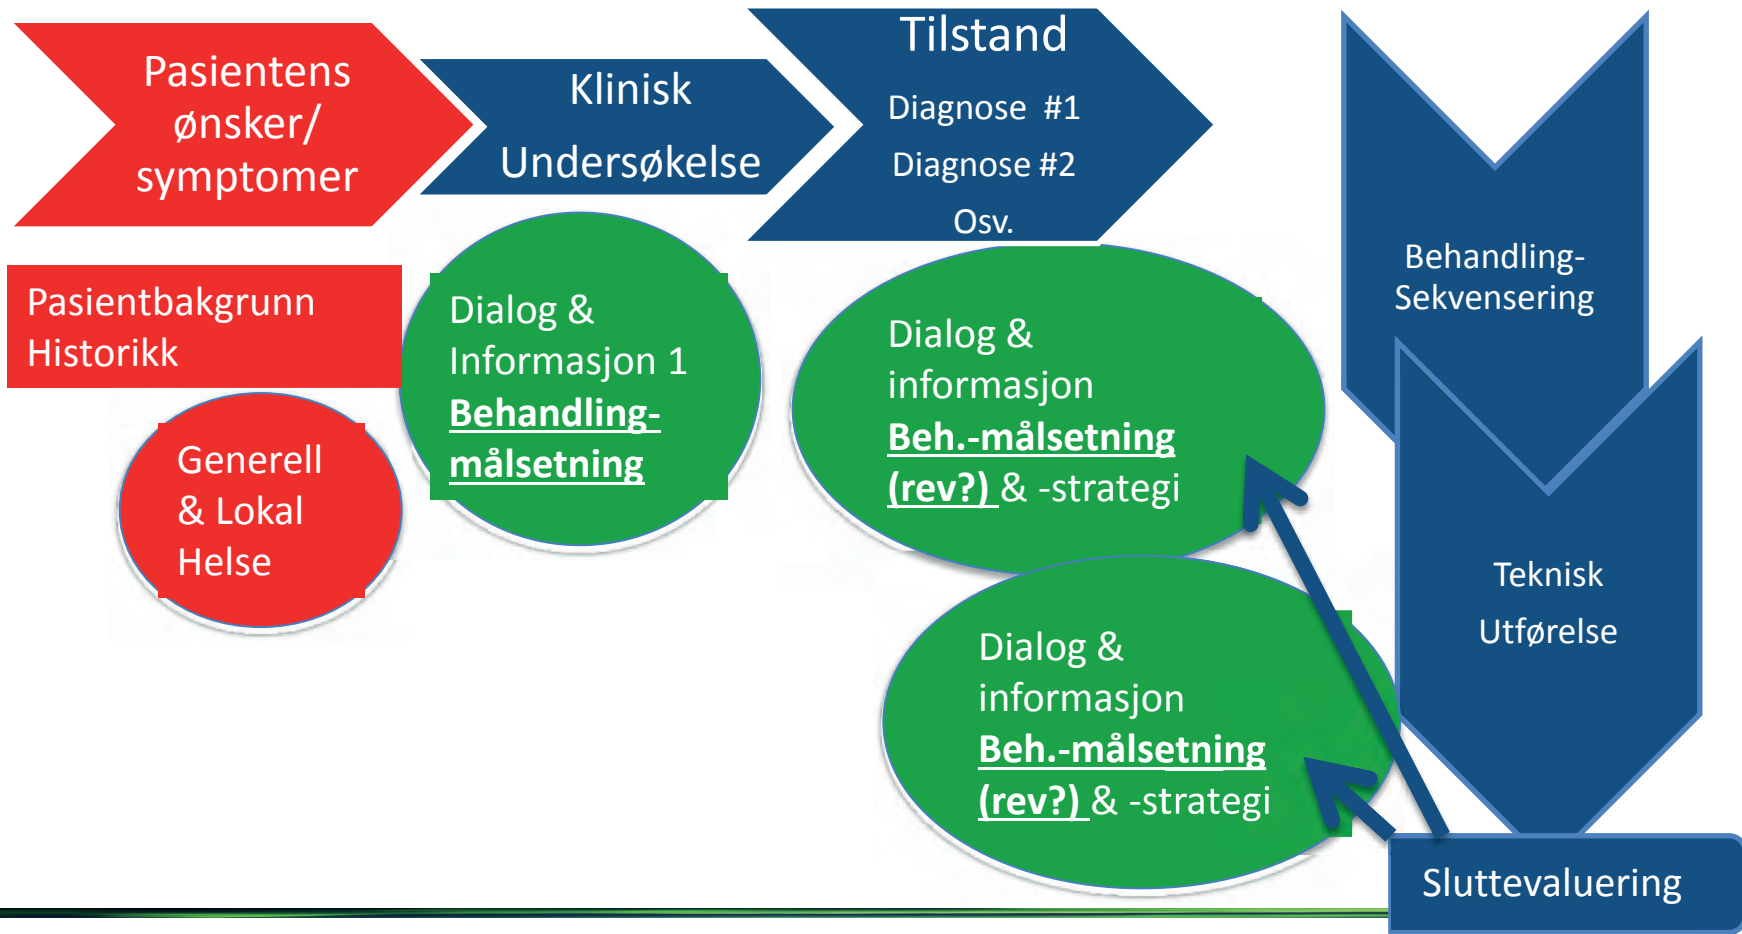 Pasientens
ønsker/
symptomer
Klinisk
Undersøkelse
Tilstand
Diagnose #1
Diagnose #2
Osv.
Behandling-
Sekvensering
Pasientbakgrunn
Historikk
Generell
& Lokal
Helse
Dialog &
Informasjon 1
Behandling-
målsetning
Dialog &
informasjon
Beh.-målsetning
(rev?) & -strategi
Dialog &
informasjon
Beh.-målsetning
(rev?) & -strategi
Teknisk
Utførelse
Sluttevaluering